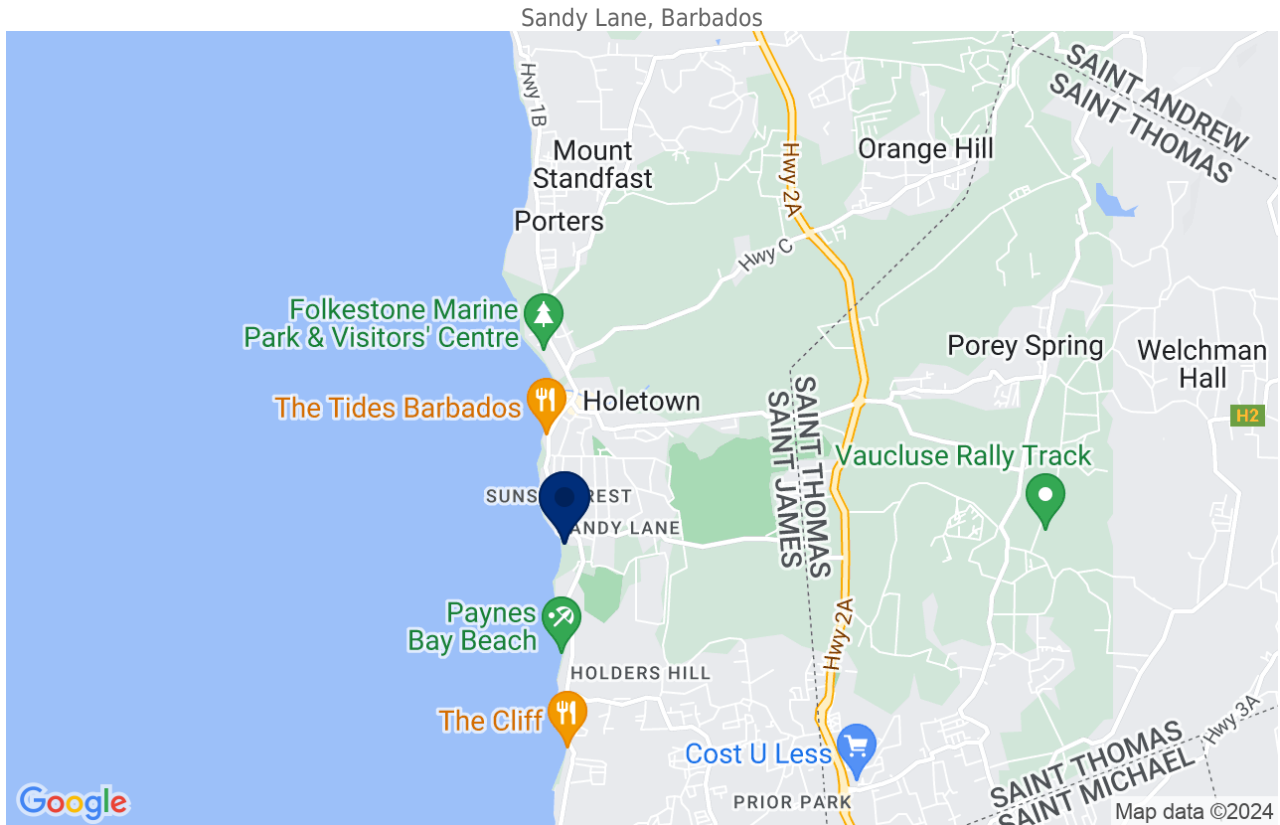 Sandy Lane, Barbados
Hwy 1B
SAINT ANDREW
SAINT THOMAS
Mount
Standfast
Orange Hill
Hwy 2A
Porters
Hwy C
Folkestone Marine
Park & Visitors' Centre
Porey Spring
Welchman
Hall
The Tides Barbados
Holetown
SAINT THOMAS
SAINT JAMES
H2
Vaucluse Rally Track
SUNS REST
ANDY LANE
Paynes
Bay Beach
Hwy 2A
HOLDERS HILL
The Cliff
Cost U Less
Hwy 3A
SAINT THOMAS
SAINT MICHAEL
PRIOR PARK
Google
Map data ©2024